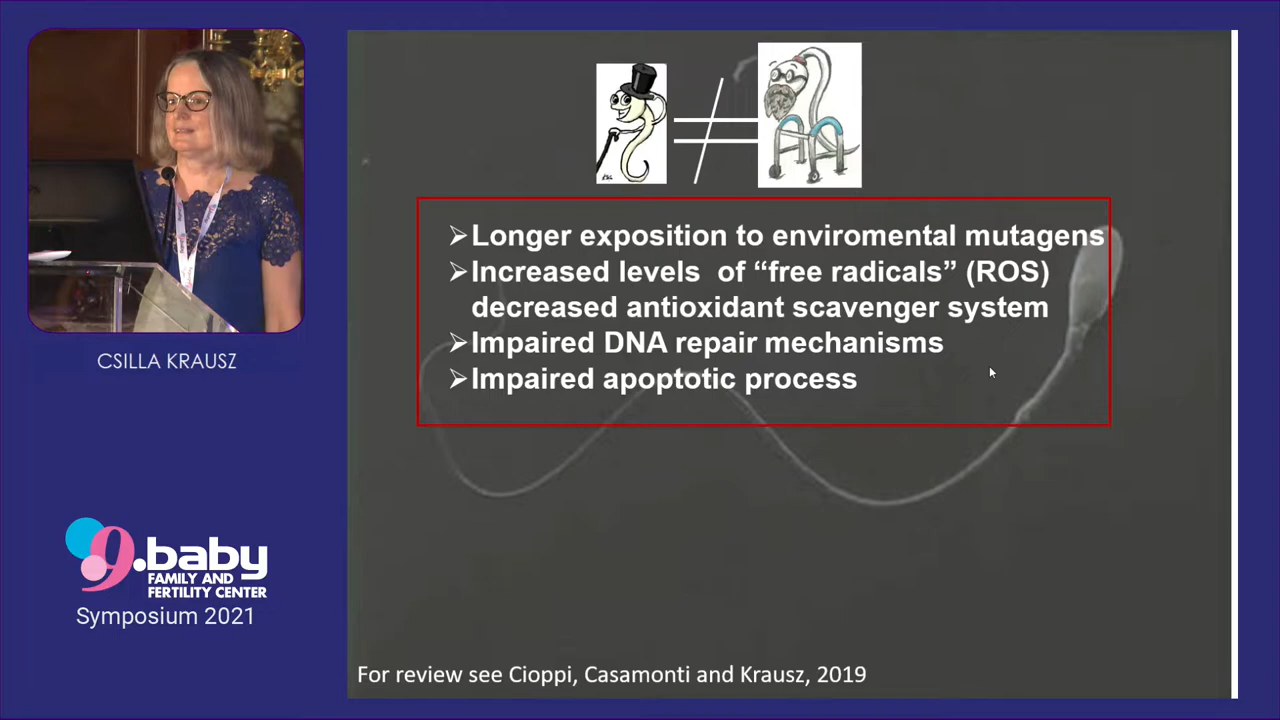 ➢Longer exposition to enviromental mutagens
➢Increased levels of “free radicals” (ROS)
decreased antioxidant scavenger system
➢Impaired DNA repair mechanisms
➢Impaired apoptotic process
For review see Cioppi, Casamonti and Krausz, 2019
CSILLA KRAUSZ
9.baby
FAMILY AND
FERTILITY CENTER
Symposium 2021